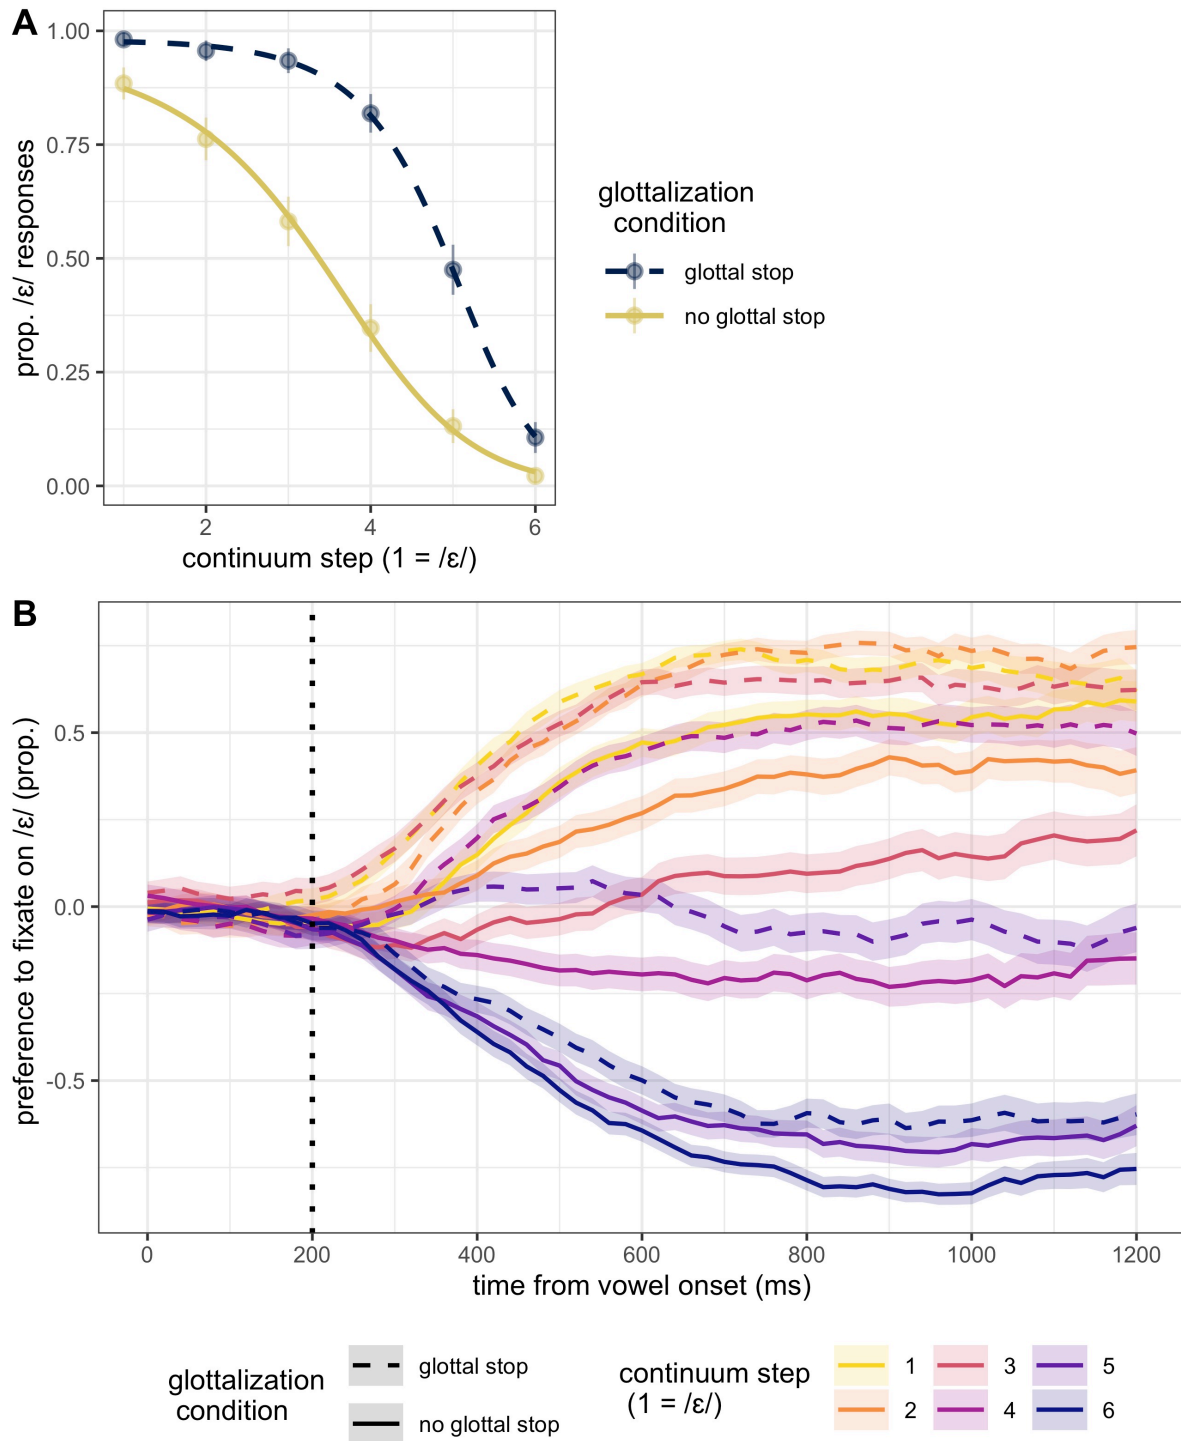 A
1.00
0.75
0.50
0.25
0.00
prop. /ε/ responses
2 4 6
continuum step (1 = /ε/)
glottalization
condition
glottal stop
no glottal stop
B
0.5
0.0
-0.5
preference to fixate on /ε/ (prop.)
0 200 400 600 800 1000 1200
time from vowel onset (ms)
glottalization
condition
glottal stop
no glottal stop
continuum step
(1 = /ε/)
1 3 5
2 4 6